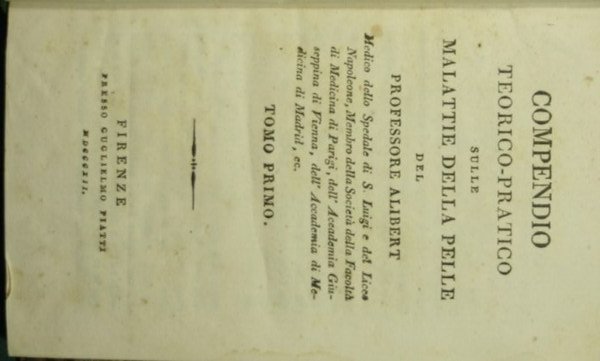 COMPENDIO
TEORICO-PRATICO
SULLE
MALATTIE DELLA PELLE
DEL
PROFESSORE ALIBERT
Medico dello Spedale di S. Luigi e del Liceo
Napoleone, Membro della Società della Facoltà
di Medicina di Parigi, dell' Accademia Giu-
seppina di Vienna, dell' Accademia di Me-
dicina di Madrid, ec.
TOMO PRIMO.
FIRENZE
PRESSO GUGLIELMO PIATTI
MDCCCXII.